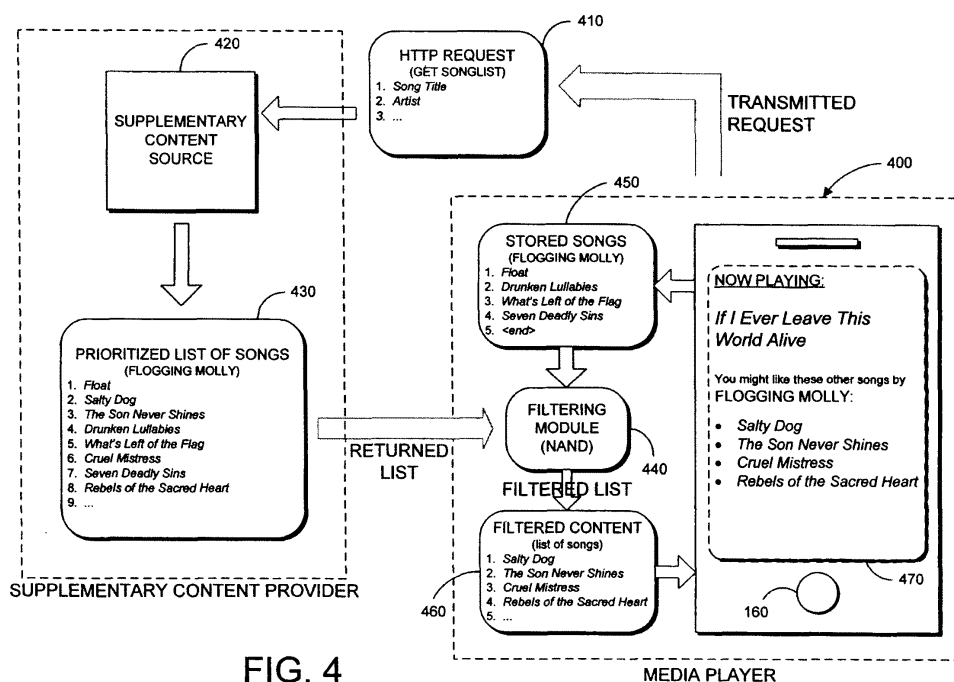 420
SUPPLEMENTARY
CONTENT
SOURCE
410
HTTP REQUEST
(GET SONGLIST)
1. Song Title
2. Artist
3. ...
TRANSMITTED
REQUEST
400
430
PRIORITIZED LIST OF SONGS
(FLOGGING MOLLY)
1. Float
2. Salty Dog
3. The Son Never Shines
4. Drunken Lullabies
5. What's Left of the Flag
6. Cruel Mistress
7. Seven Deadly Sins
8. Rebels of the Sacred Heart
9. ...
SUPPLEMENTARY CONTENT PROVIDER
RETURNED
LIST
450
STORED SONGS
(FLOGGING MOLLY)
1. Float
2. Drunken Lullabies
3. What's Left of the Flag
4. Seven Deadly Sins
5. <end>
FILTERING
MODULE
(NAND)
440
FILTERED LIST
FILTERED CONTENT
(list of songs)
1. Salty Dog
2. The Son Never Shines
3. Cruel Mistress
4. Rebels of the Sacred Heart
5. ...
460
NOW PLAYING:
If I Ever Leave This
World Alive
You might like these other songs by
FLOGGING MOLLY:
• Salty Dog
• The Son Never Shines
• Cruel Mistress
• Rebels of the Sacred Heart
470
160
MEDIA PLAYER
FIG. 4